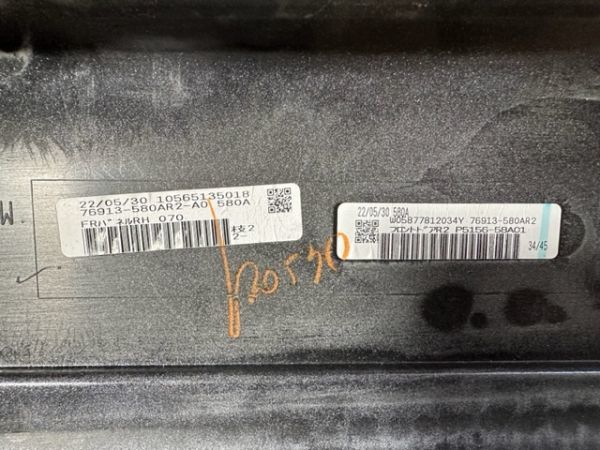 22/05/30 10565135018
76913-580AR2-A0 580A
FRﾊﾟﾈﾙRH 070
22/05/30 580A
W05877812034Y 76913-580AR2
ﾌﾛﾝﾄﾄﾞｱR2 P5156-58A01
34/45